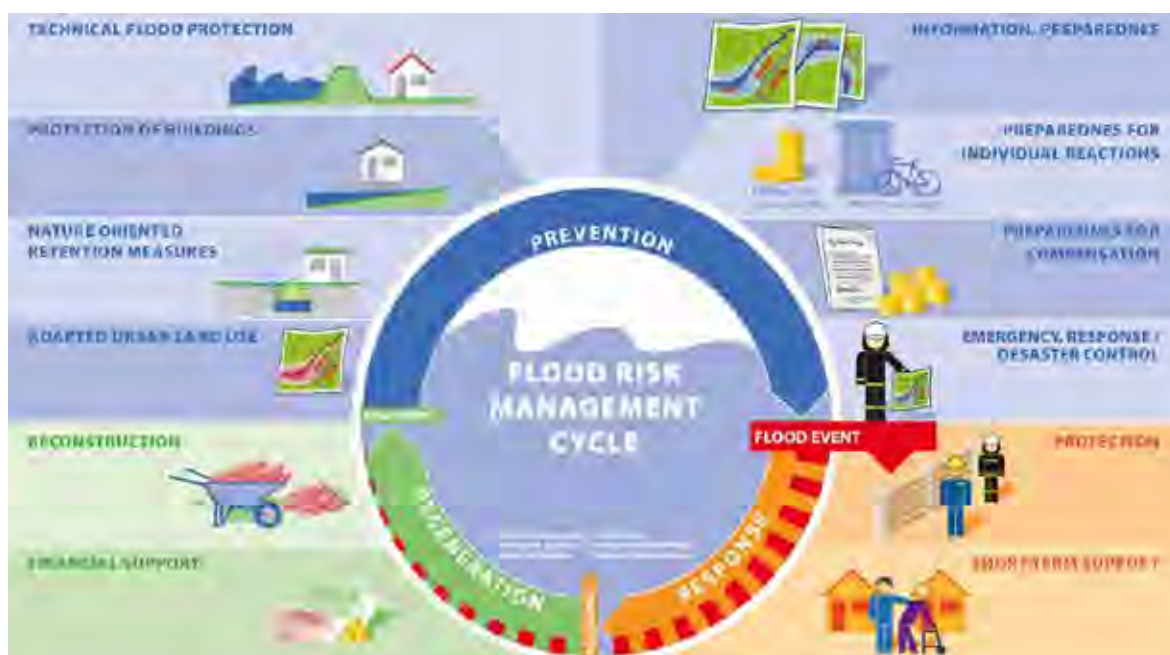 TECHNICAL FLOOD PROTECTION
INFORMATION, PREPAREDNES
PROTECTION OF BUILDINGS
PREPAREDNES FOR
INDIVIDUAL REACTIONS
NATURE ORIENTED
RETENTION MEASURES
PREPAREDNES FOR
COMPENSATION
ADAPTED URBAN LAND USE
EMERGENCY, RESPONSE /
DESASTER CONTROL
PREVENTION
FLOOD RISK
MANAGEMENT
CYCLE
FLOOD EVENT
RECONSTRUCTION
PROTECTION
REGENERATION
RESPONSE
FINANCIAL SUPPORT
SHORT TERM SUPPORT